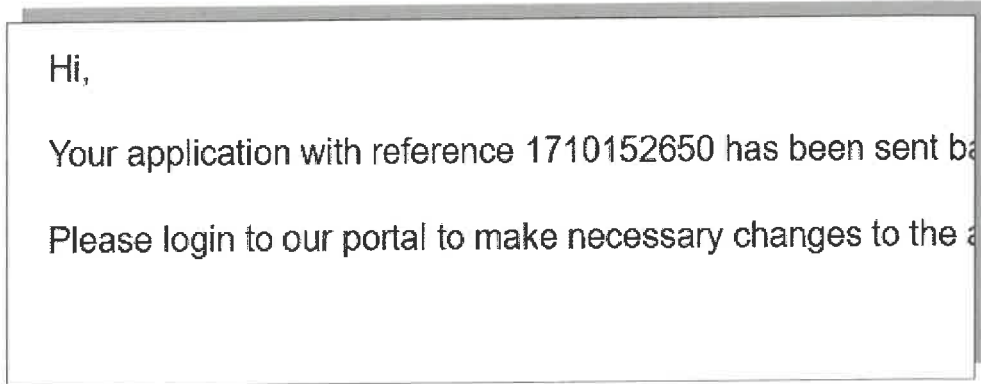 Hi,
Your application with reference 1710152650 has been sent
Please login to our portal to make necessary changes to the